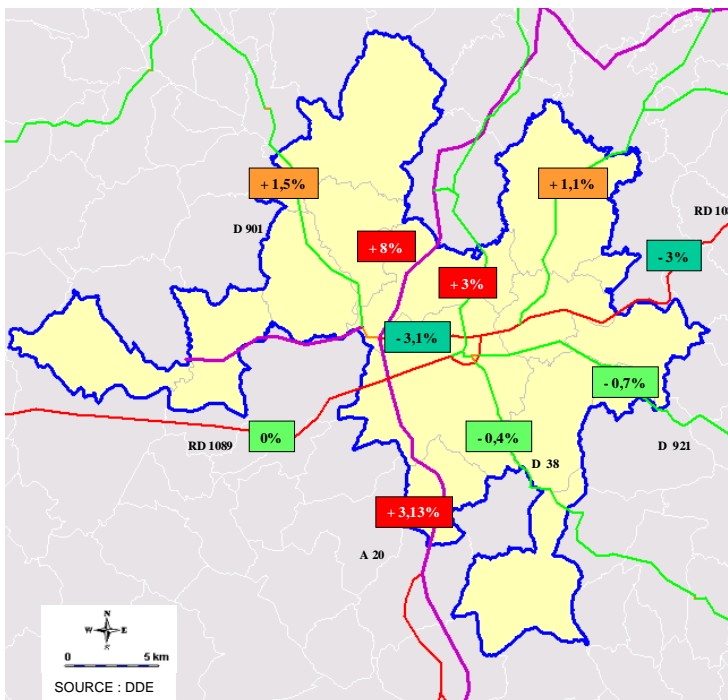 + 1,5%
+ 1,1%
RD 108
D 901
+ 8%
- 3%
+ 3%
- 3,1%
- 0,7%
RD 1089
0%
- 0,4%
D 921
D 38
+ 3,13%
A 20
N
W E
S
0 5 km
SOURCE : DDE